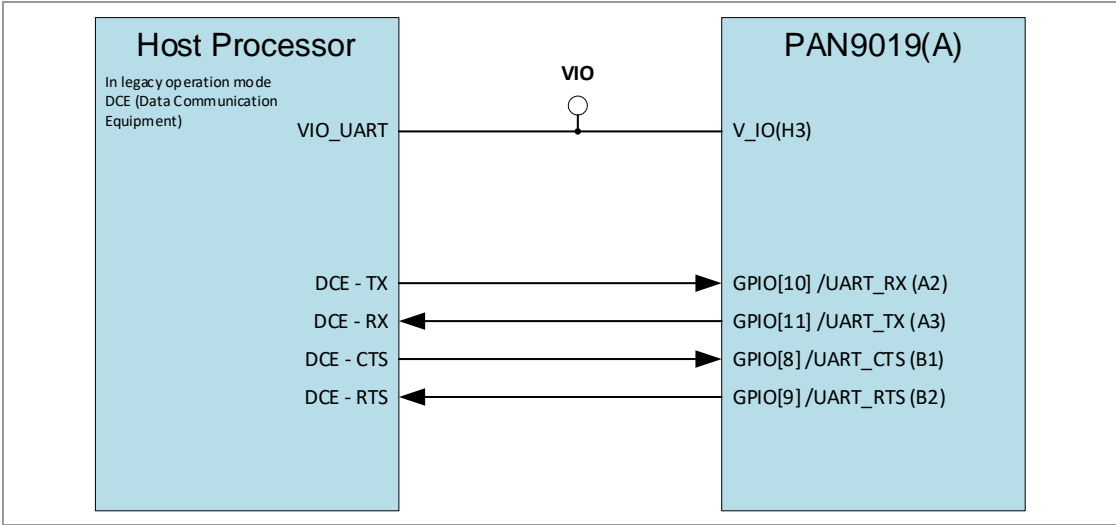 Host Processor
In legacy operation mode
DCE (Data Communication
Equipment)
VIO_UART
DCE - TX
DCE - RX
DCE - CTS
DCE - RTS
VIO
PAN9019(A)
V_IO(H3)
GPIO[10] /UART_RX (A2)
GPIO[11] /UART_TX (A3)
GPIO[8] /UART_CTS (B1)
GPIO[9] /UART_RTS (B2)